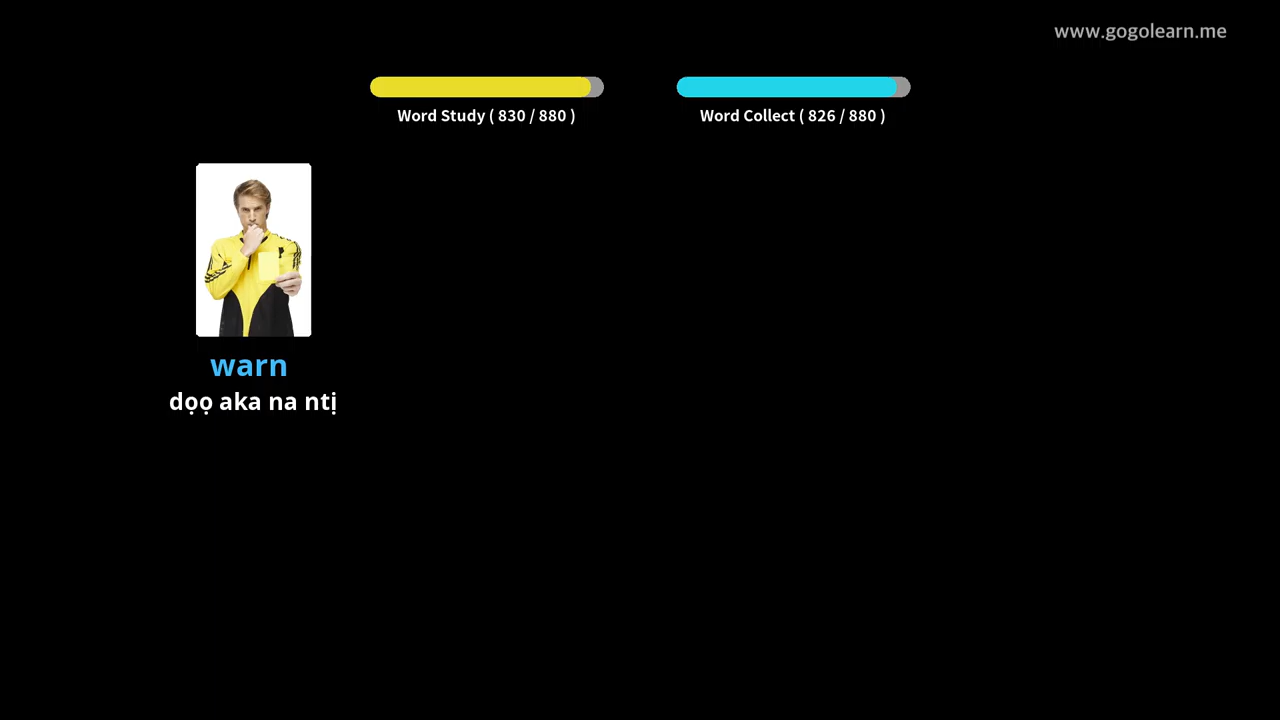 www.gogolearn.me
Word Study ( 830 / 880 )
Word Collect ( 826 / 880 )
warn
dọọ aka na ntị